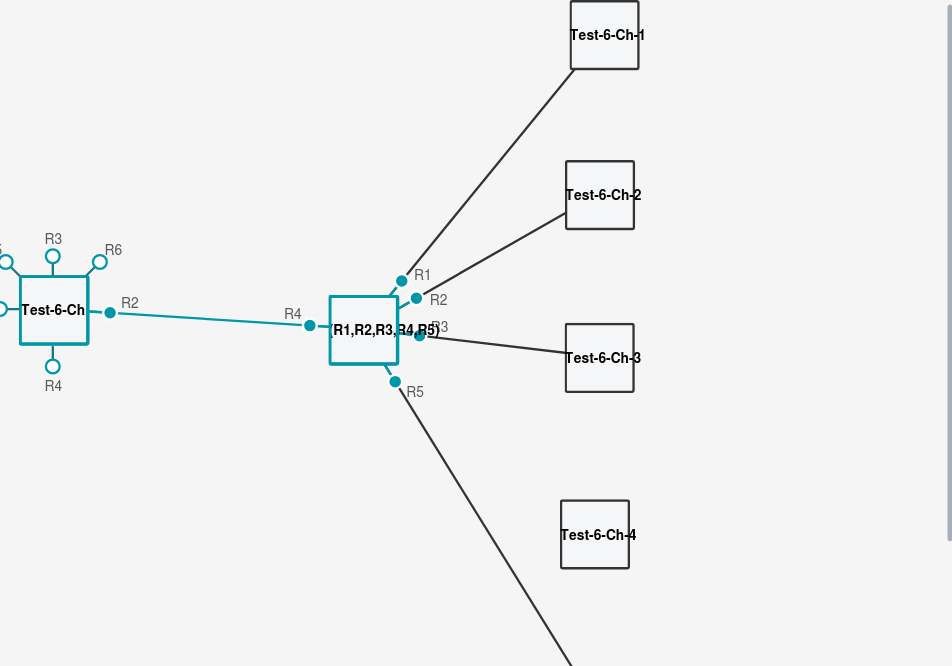 Test-6-Ch-1
Test-6-Ch-2
R3
R6
R1
R2
R2
R4
Test-6-Ch
(R1,R2,R3,R4,R5)
R3
Test-6-Ch-3
R4
R5
Test-6-Ch-4